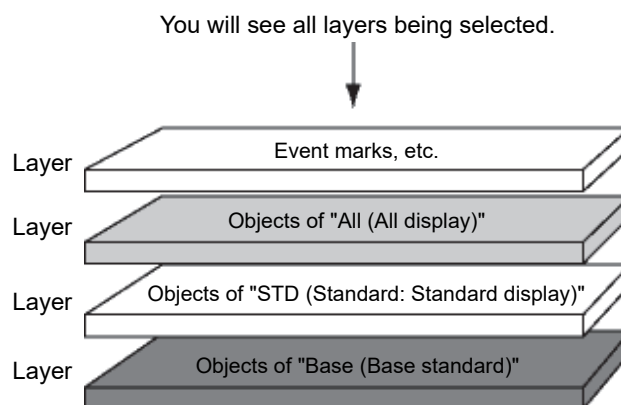 You will see all layers being selected.
Layer
Event marks, etc.
Layer
Objects of "All (All display)"
Layer
Objects of "STD (Standard: Standard display)"
Layer
Objects of "Base (Base standard)"